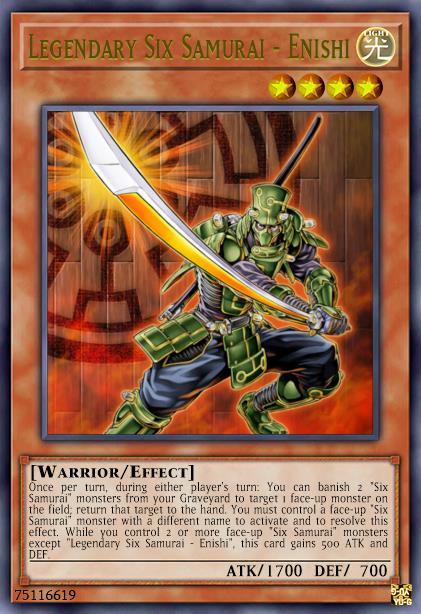 Legendary Six Samurai - Enishi
LIGHT
光
[Warrior/Effect]
Once per turn, during either player's turn: You can banish 2 "Six
Samurai" monsters from your Graveyard to target 1 face-up monster on
the field; return that target to the hand. You must control a face-up "Six
Samurai" monster with a different name to activate and to resolve this
effect. While you control 2 or more face-up "Six Samurai" monsters
except "Legendary Six Samurai - Enishi", this card gains 500 ATK and
DEF.
ATK/1700 DEF/ 700
75116619